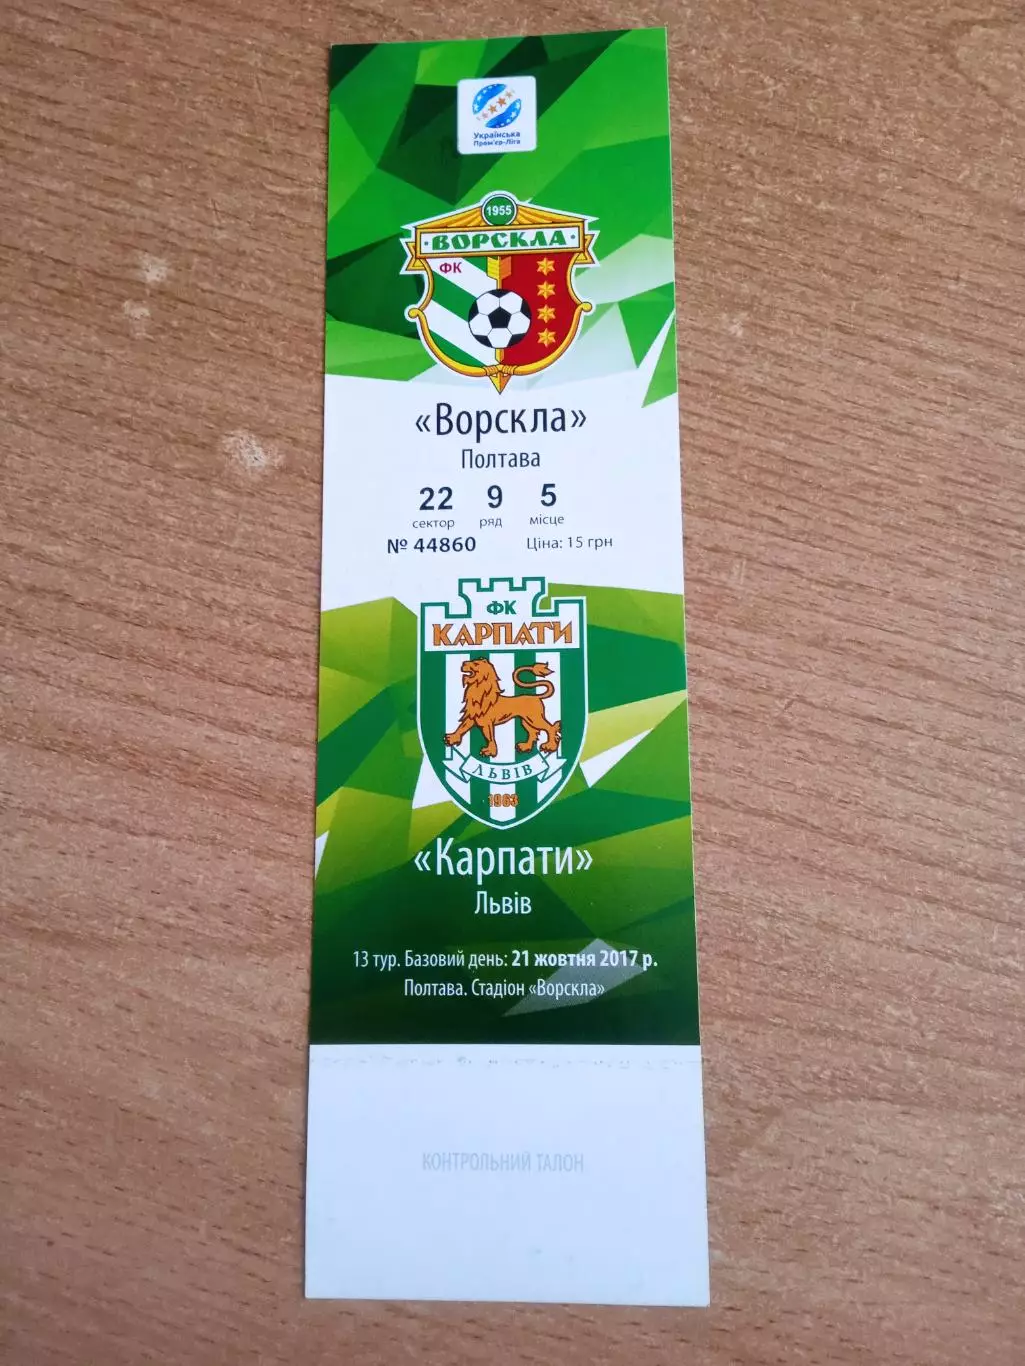 Українська
Прем'єр-Ліга
1955
·ВОРСКЛА·
ФК
«Ворскла»
Полтава
22 9 5
сектор ряд місце
№ 44860 Ціна: 15 грн
ФК
КАРПАТИ
ЛЬВІВ
1963
«Карпати»
Львів
13 тур. Базовий день: 21 жовтня 2017 р.
Полтава. Стадіон «Ворскла»
КОНТРОЛЬНИЙ ТАЛОН